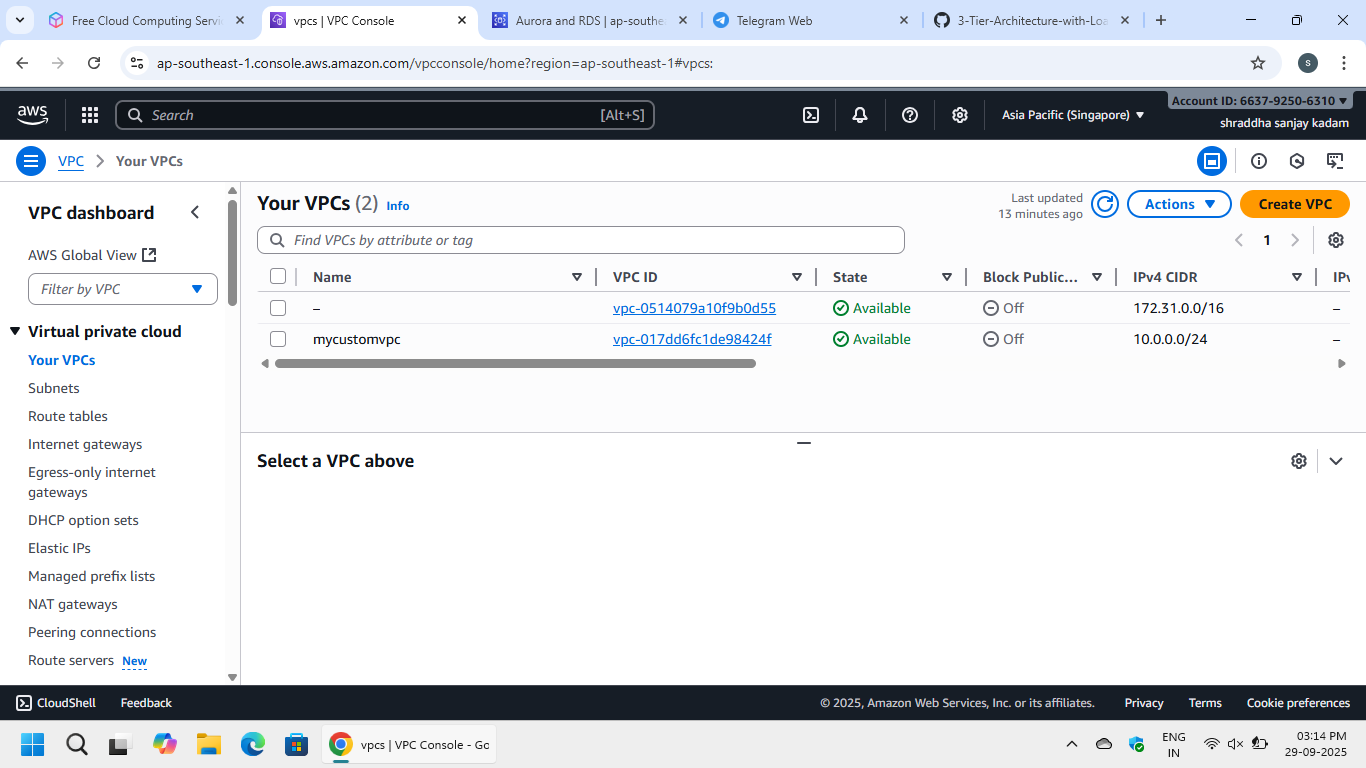 Free Cloud Computing Servi
vpcs | VPC Console
Aurora and RDS | ap-southe
Telegram Web
3-Tier-Architecture-with-Loa
ap-southeast-1.console.aws.amazon.com/vpcconsole/home?region=ap-southeast-1#vpcs:
S
aws
Search
[Alt+S]
Asia Pacific (Singapore)
Account ID: 6637-9250-6310
shraddha sanjay kadam
VPC
Your VPCs
VPC dashboard
AWS Global View
Filter by VPC
Virtual private cloud
Your VPCs
Subnets
Route tables
Internet gateways
Egress-only internet
gateways
DHCP option sets
Elastic IPs
Managed prefix lists
NAT gateways
Peering connections
Route servers New
Your VPCs (2) Info
Last updated
13 minutes ago
Actions
Create VPC
Find VPCs by attribute or tag
1
Name VPC ID State Block Public... IPv4 CIDR IPv
– vpc-0514079a10f9b0d55 Available Off 172.31.0.0/16 –
mycustomvpc vpc-017dd6fc1de98424f Available Off 10.0.0.0/24 –
Select a VPC above
CloudShell Feedback © 2025, Amazon Web Services, Inc. or its affiliates. Privacy Terms Cookie preferences
vpcs | VPC Console - Go
ENG
IN
03:14 PM
29-09-2025